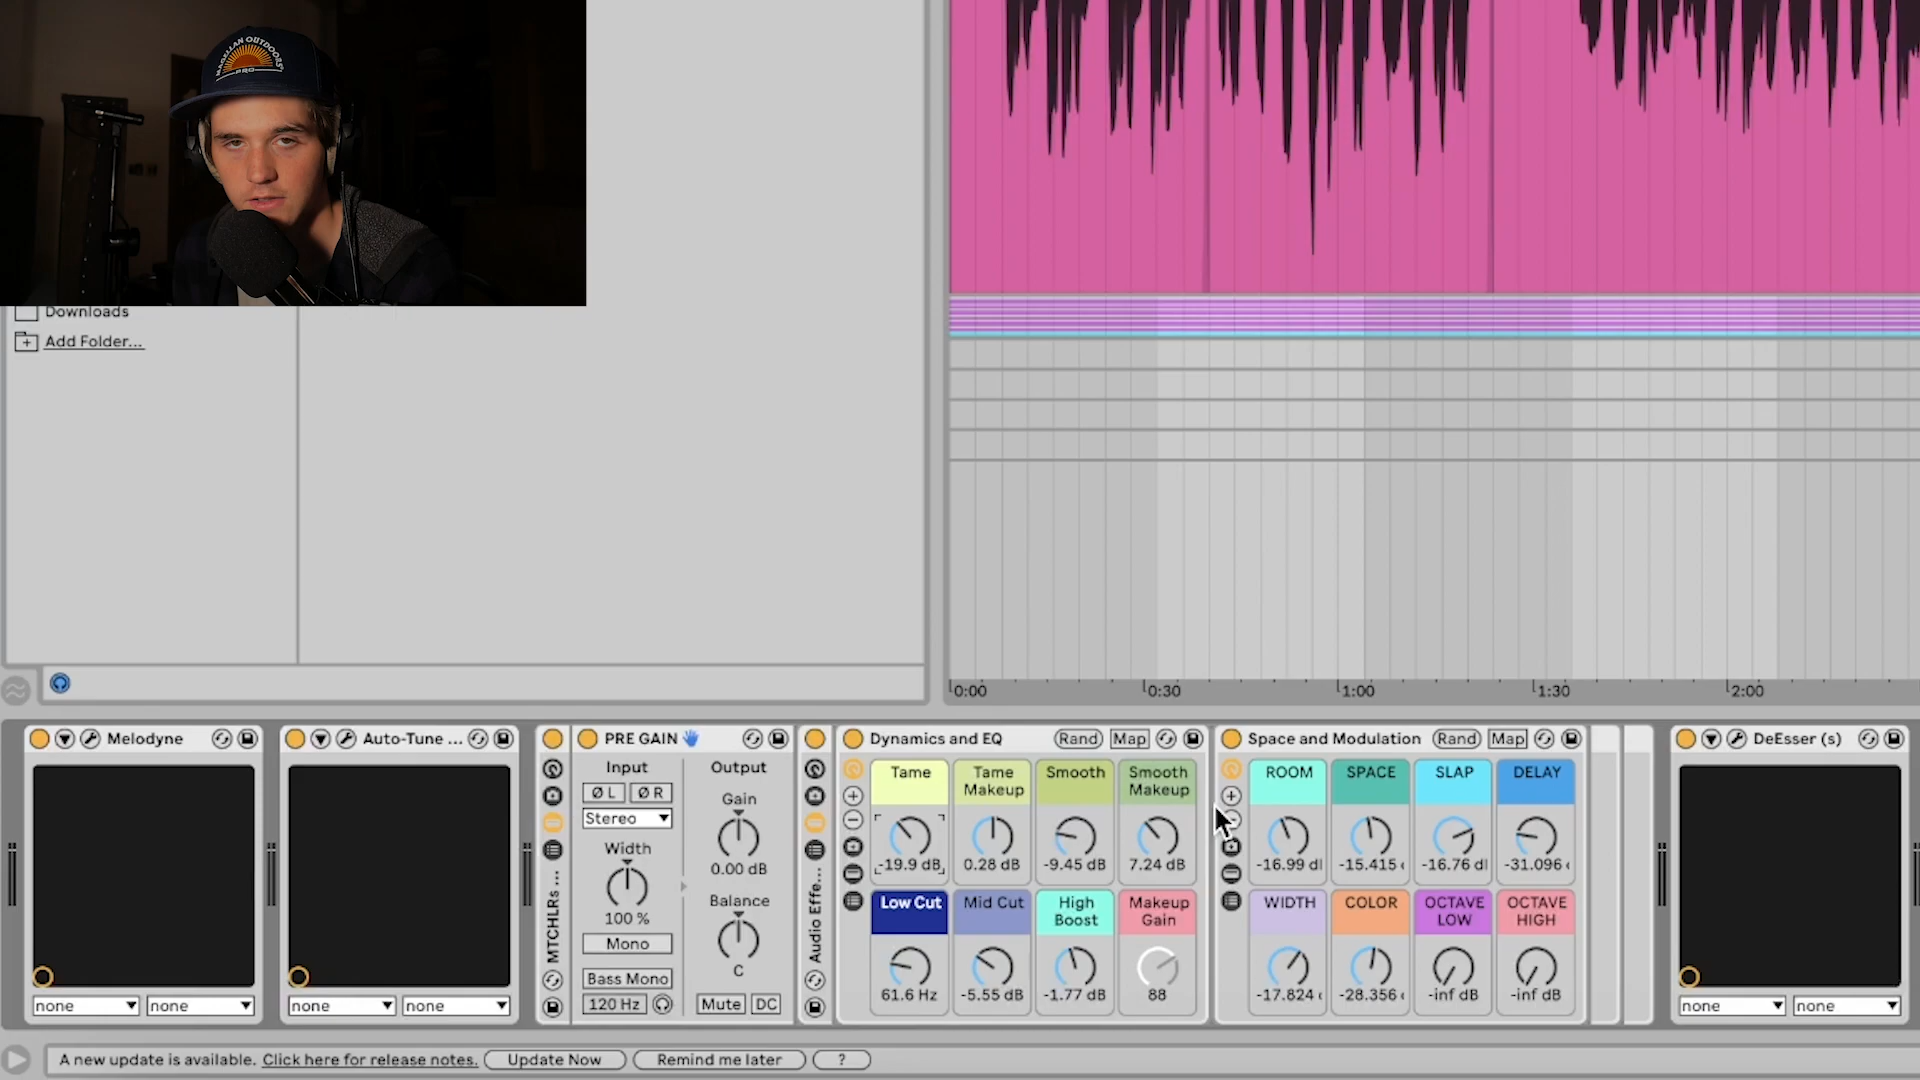 MAGELLAN OUTDOORS
PRO
Downloads
Add Folder...
0:00
0:30
1:00
1:30
2:00
Melodyne
none
none
Auto-Tune ...
none
none
MTCHLRs ...
PRE GAIN
Input
Ø L
Ø R
Stereo
Width
100 %
Mono
Bass Mono
120 Hz
Output
Gain
0.00 dB
Balance
C
Mute
DC
Audio Effe...
Dynamics and EQ
Rand
Map
Tame
-19.9 dB
Tame
Makeup
0.28 dB
Smooth
-9.45 dB
Smooth
Makeup
7.24 dB
Low Cut
61.6 Hz
Mid Cut
-5.55 dB
High
Boost
-1.77 dB
Makeup
Gain
88
Space and Modulation
Rand
Map
ROOM
-16.99 dI
SPACE
-15.415
SLAP
-16.76 dI
DELAY
-31.096
WIDTH
-17.824
COLOR
-28.356
OCTAVE
LOW
-inf dB
OCTAVE
HIGH
-inf dB
DeEsser (s)
none
none
A new update is available. Click here for release notes.
Update Now
Remind me later
?